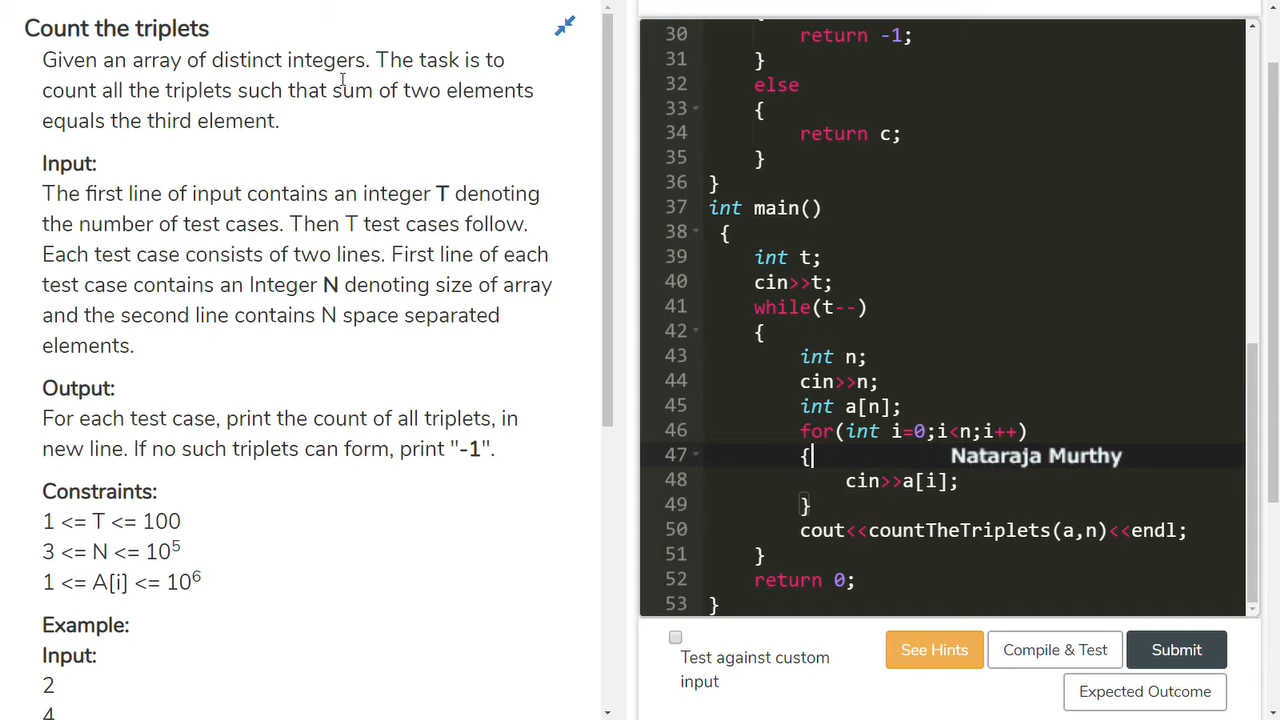 Count the triplets
Given an array of distinct integers. The task is to
count all the triplets such that sum of two elements
equals the third element.
Input:
The first line of input contains an integer T denoting
the number of test cases. Then T test cases follow.
Each test case consists of two lines. First line of each
test case contains an Integer N denoting size of array
and the second line contains N space separated
elements.
Output:
For each test case, print the count of all triplets, in
new line. If no such triplets can form, print "-1".
Constraints:
1 <= T <= 100
3 <= N <= 10⁵
1 <= A[i] <= 10⁶
Example:
Input:
2
4
30 return -1;
31 }
32 else
33 {
34 return c;
35 }
36 }
37 int main()
38 {
39 int t;
40 cin>>t;
41 while(t--)
42 {
43 int n;
44 cin>>n;
45 int a[n];
46 for(int i=0;i<n;i++)
47 { Nataraja Murthy
48 cin>>a[i];
49 }
50 cout<<countTheTriplets(a,n)<<endl;
51 }
52 return 0;
53 }
Test against custom
input
See Hints
Compile & Test
Submit
Expected Outcome